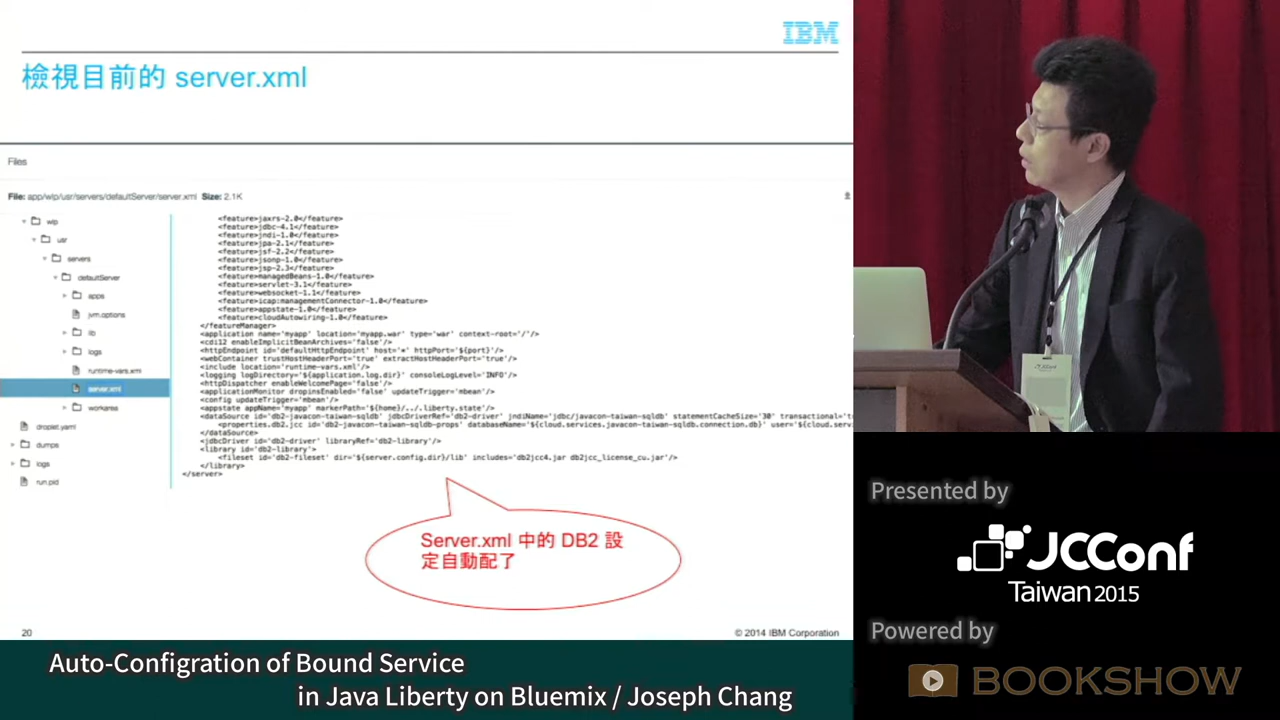 IBM
檢視目前的 server.xml
Files
File: app/wlp/usr/servers/defaultServer/server.xml Size: 2.1K
wlp
usr
servers
defaultServer
apps
jvm.options
lib
logs
runtime-vars.xml
server.xml
workarea
droplet.yaml
dumps
logs
run.pid
<feature>jaxrs-2.0</feature>
<feature>jdbc-4.1</feature>
<feature>jndi-1.0</feature>
<feature>jpa-2.1</feature>
<feature>jsf-2.2</feature>
<feature>jsonp-1.0</feature>
<feature>jsp-2.3</feature>
<feature>managedBeans-1.0</feature>
<feature>servlet-3.1</feature>
<feature>websocket-1.1</feature>
<feature>icap:managementConnector-1.0</feature>
<feature>appstate-1.0</feature>
<feature>cloudAutowiring-1.0</feature>
</featureManager>
<application name='myapp' location='myapp.war' type='war' context-root='/'/>
<cdi12 enableImplicitBeanArchives='false'/>
<httpEndpoint id='defaultHttpEndpoint' host='*' httpPort='${port}'/>
<webContainer trustHostHeaderPort='true' extractHostHeaderPort='true'/>
<include location='runtime-vars.xml'/>
<logging logDirectory='${application.log.dir}' consoleLogLevel='INFO'/>
<httpDispatcher enableWelcomePage='false'/>
<applicationMonitor dropinsEnabled='false' updateTrigger='mbean'/>
<config updateTrigger='mbean'/>
<appstate appName='myapp' markerPath='${home}/../.liberty.state'/>
<dataSource id='db2-javacon-taiwan-sqldb' jdbcDriverRef='db2-driver' jndiName='jdbc/javacon-taiwan-sqldb' statementCacheSize='30' transactional='t
<properties.db2.jcc id='db2-javacon-taiwan-sqldb-props' databaseName='${cloud.services.javacon-taiwan-sqldb.connection.db}' user='${cloud.serv
</dataSource>
<jdbcDriver id='db2-driver' libraryRef='db2-library'/>
<library id='db2-library'>
<fileset id='db2-fileset' dir='${server.config.dir}/lib' includes='db2jcc4.jar db2jcc_license_cu.jar'/>
</library>
</server>
Server.xml 中的 DB2 設
定自動配了
20
© 2014 IBM Corporation
Auto-Configration of Bound Service
in Java Liberty on Bluemix / Joseph Chang
Presented by
JCConf
Taiwan 2015
Powered by
BOOKSHOW